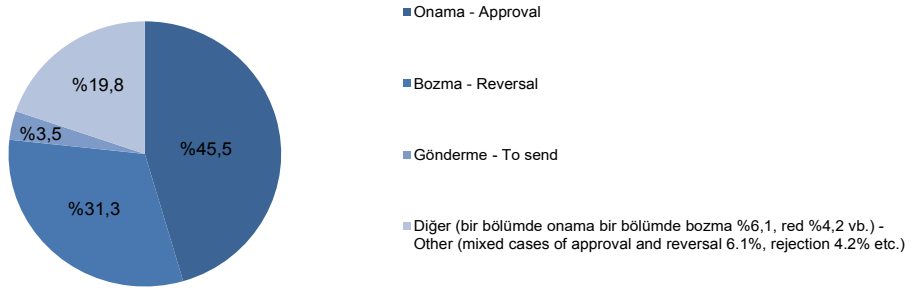 Onama - Approval
%19,8
Bozma - Reversal
%3,5
%45,5
Gönderme - To send
%31,3
Diğer (bir bölümde onama bir bölümde bozma %6,1, red %4,2 vb.) -
Other (mixed cases of approval and reversal 6.1%, rejection 4.2% etc.)